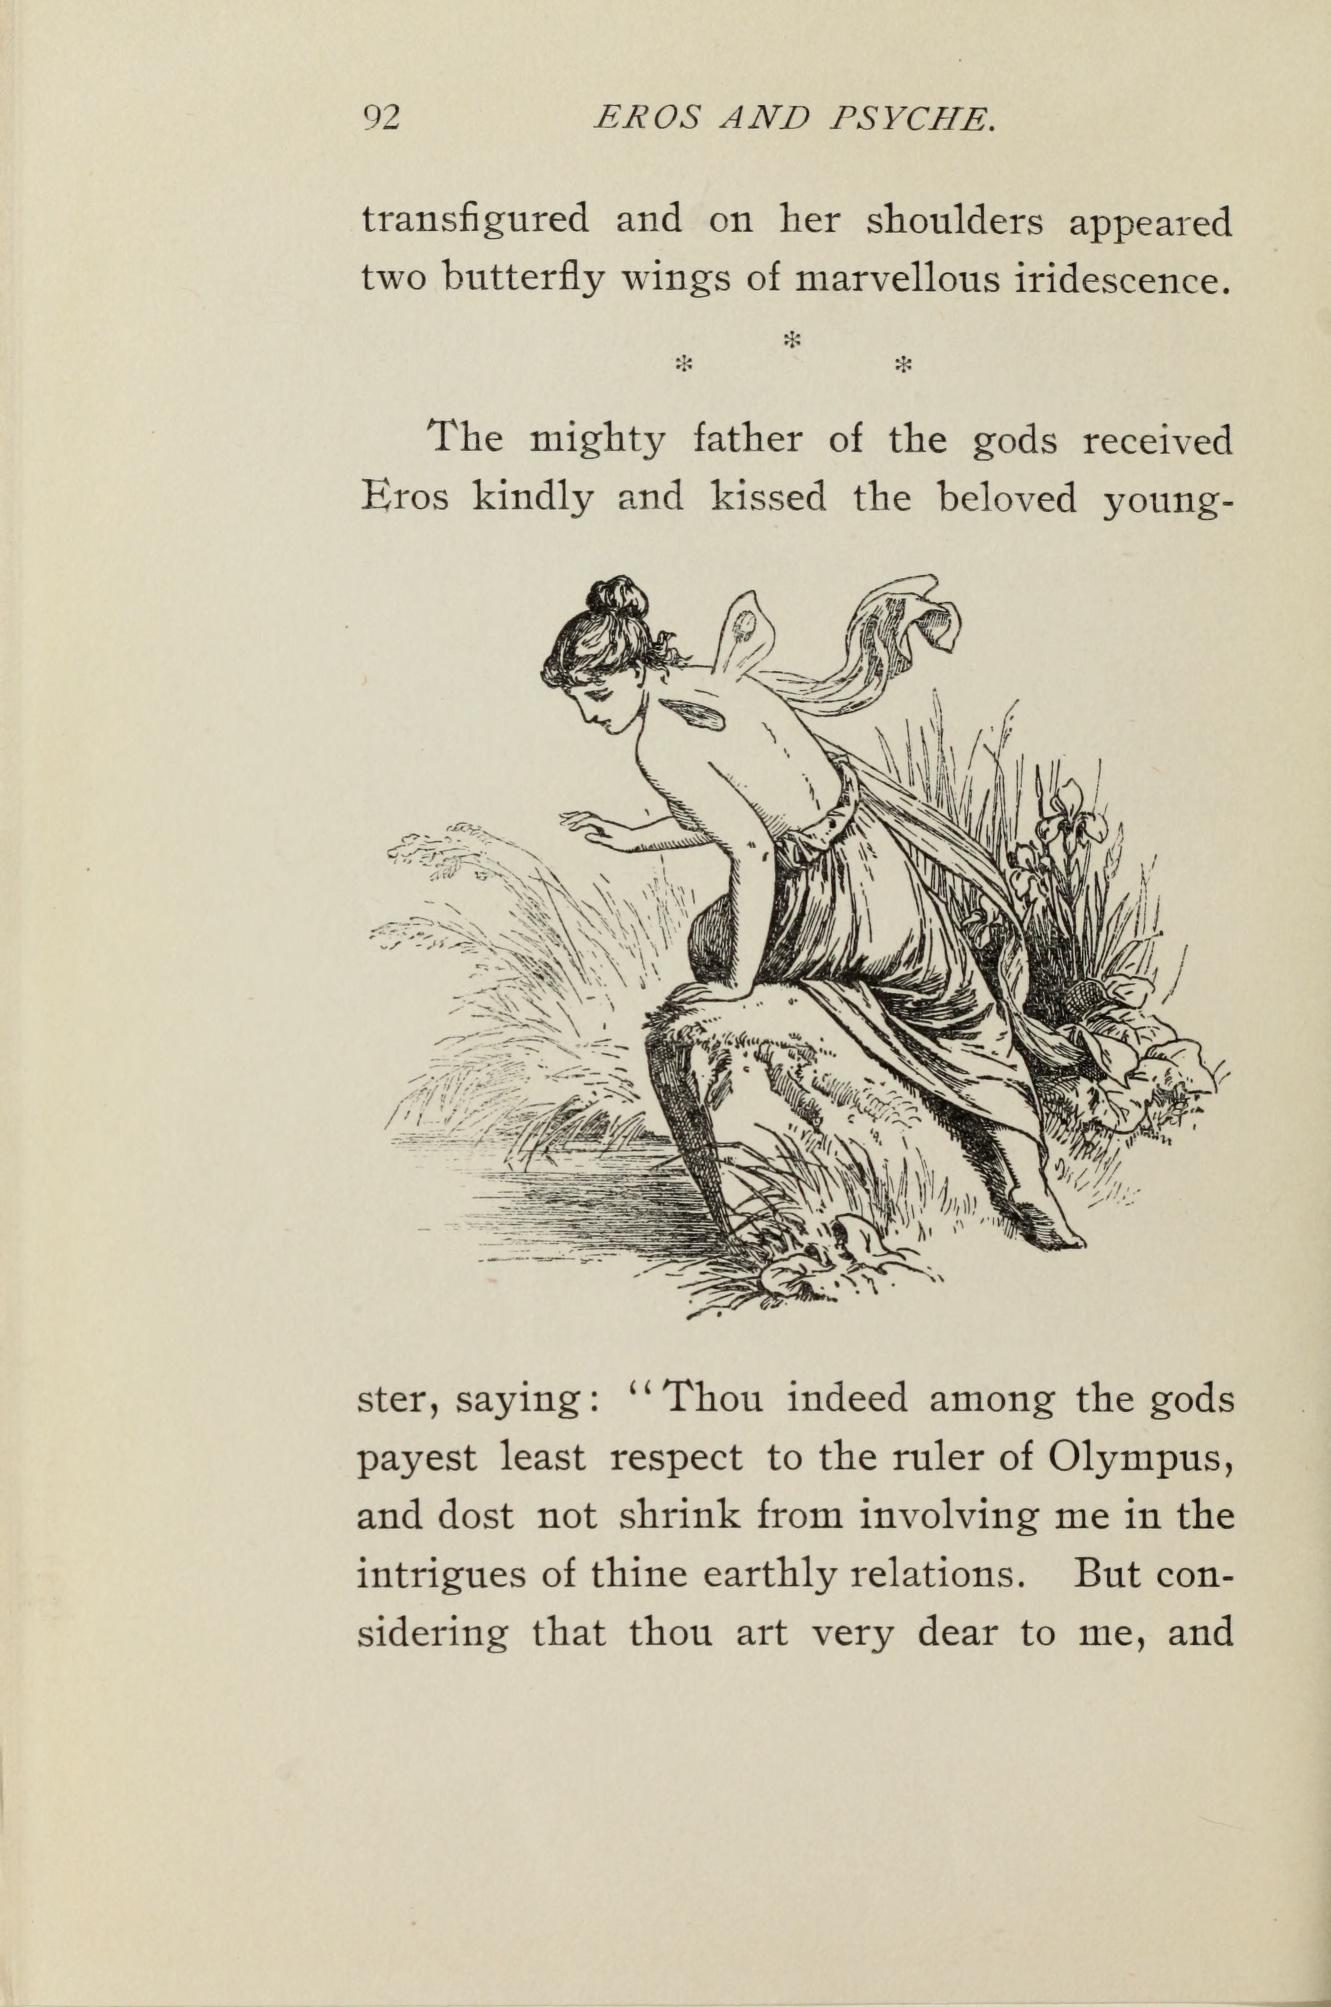 92 EROS AND PSYCHE.
transfigured and on her shoulders appeared
two butterfly wings of marvellous iridescence.
*
* *
The mighty father of the gods received
Eros kindly and kissed the beloved young-
ster, saying: “Thou indeed among the gods
payest least respect to the ruler of Olympus,
and dost not shrink from involving me in the
intrigues of thine earthly relations. But con-
sidering that thou art very dear to me, and